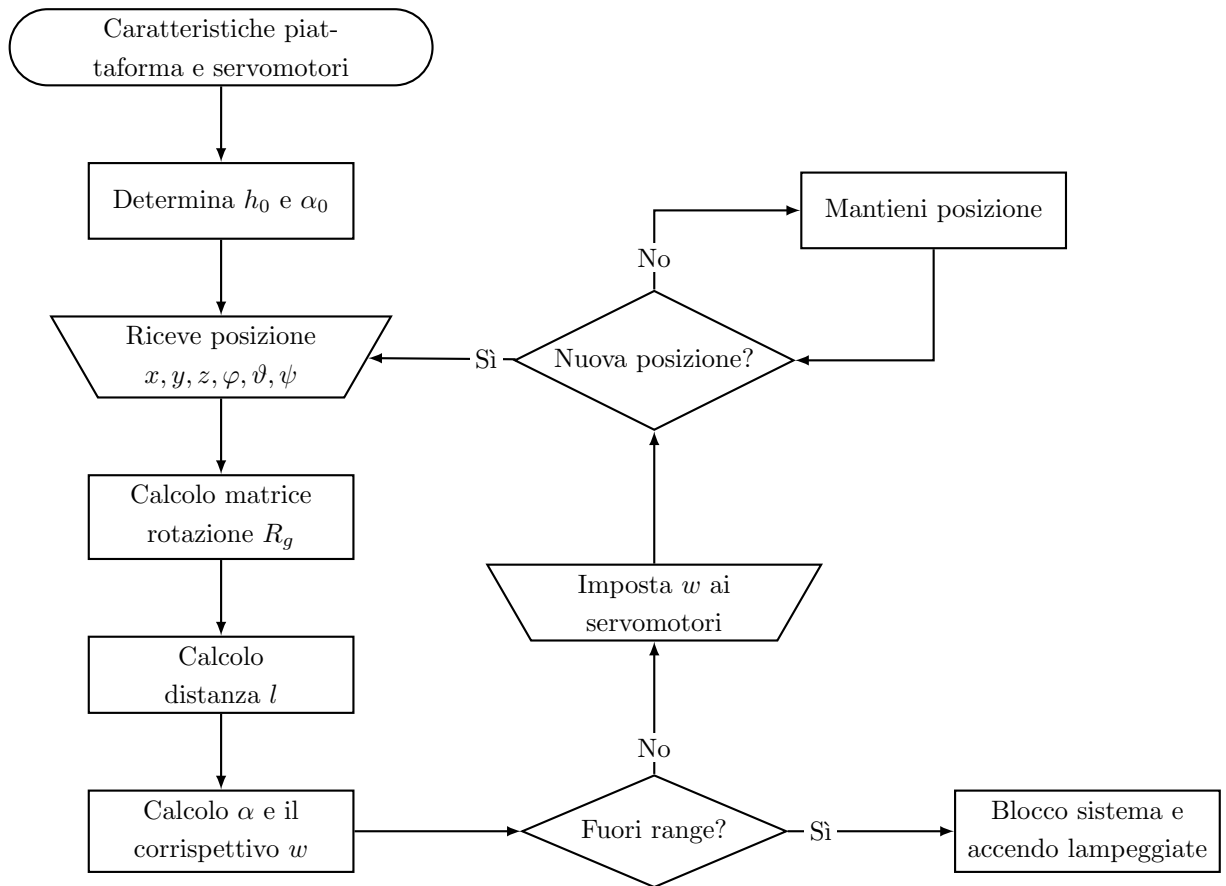 Caratteristiche piat-
taforma e servomotori
Determina h₀ e α₀
Mantieni posizione
No
Riceve posizione
x, y, z, φ, ϑ, ψ
Sì
Nuova posizione?
Calcolo matrice
rotazione R_g
Imposta w ai
servomotori
Calcolo
distanza l
No
Calcolo α e il
corrispettivo w
Fuori range?
Sì
Blocco sistema e
accendo lampeggiate